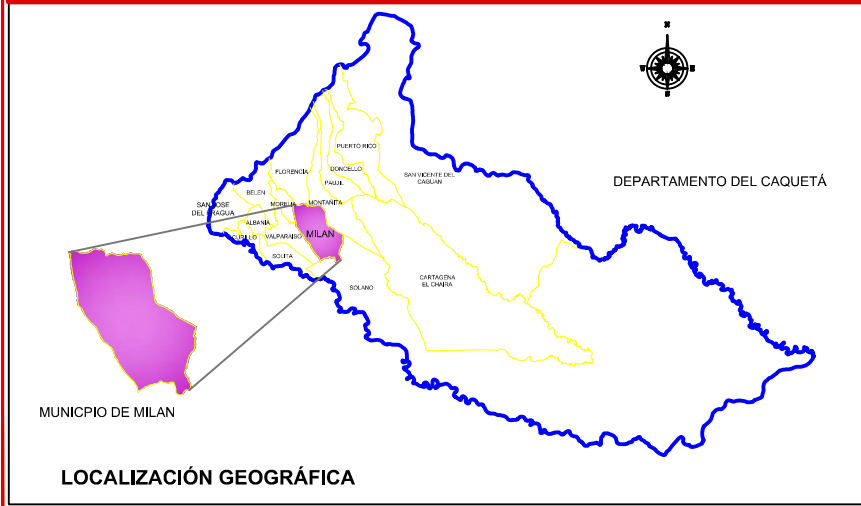 N
W
E
S
PUERTO RICO
FLORENCIA
DONCELLO
SAN VICENTE DEL
CAGUAN
PAUJIL
DEPARTAMENTO DEL CAQUETÁ
BELEN
SAN JOSE
DEL FRAGUA
MORELIA
MONTAÑITA
ALBANIA
CURILLO
VALPARAISO
MILAN
SOLITA
CARTAGENA
EL CHAIRA
SOLANO
MUNICPIO DE MILAN
LOCALIZACIÓN GEOGRÁFICA